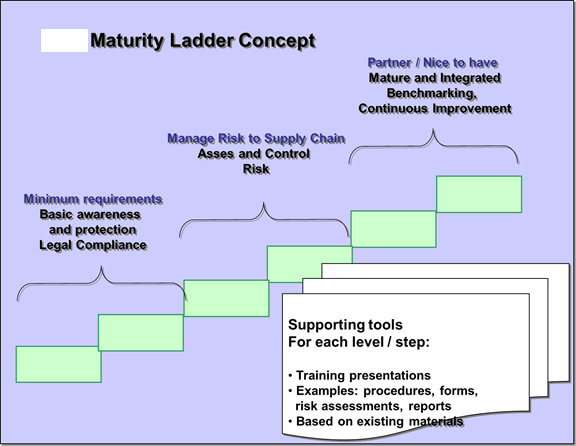 Maturity Ladder Concept
Partner / Nice to have
Mature and Integrated
Benchmarking,
Continuous Improvement
Manage Risk to Supply Chain
Asses and Control
Risk
Minimum requirements
Basic awareness
and protection
Legal Compliance
Supporting tools
For each level / step:
• Training presentations
• Examples: procedures, forms,
risk assessments, reports
• Based on existing materials